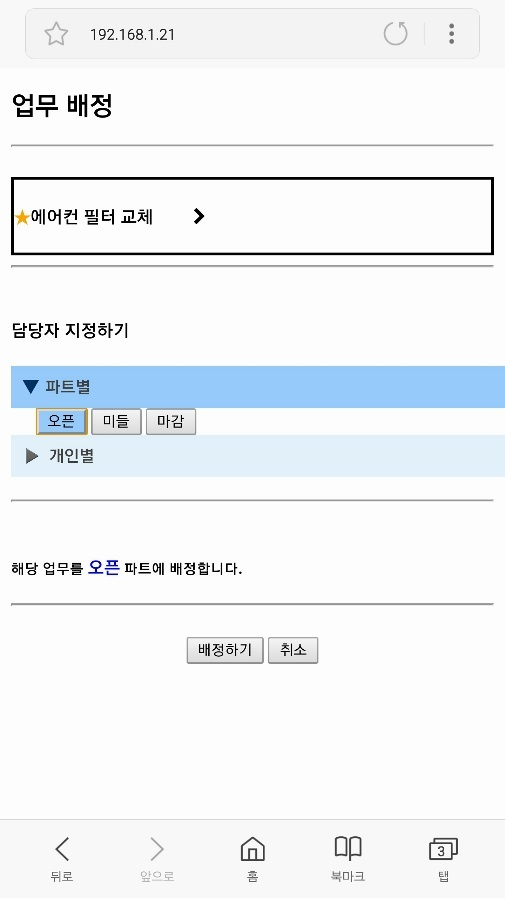 192.168.1.21
업무 배정
★에어컨 필터 교체
담당자 지정하기
▼ 파트별
오픈 미들 마감
▶ 개인별
해당 업무를 오픈 파트에 배정합니다.
배정하기 취소
3
뒤로 앞으로 홈 북마크 탭